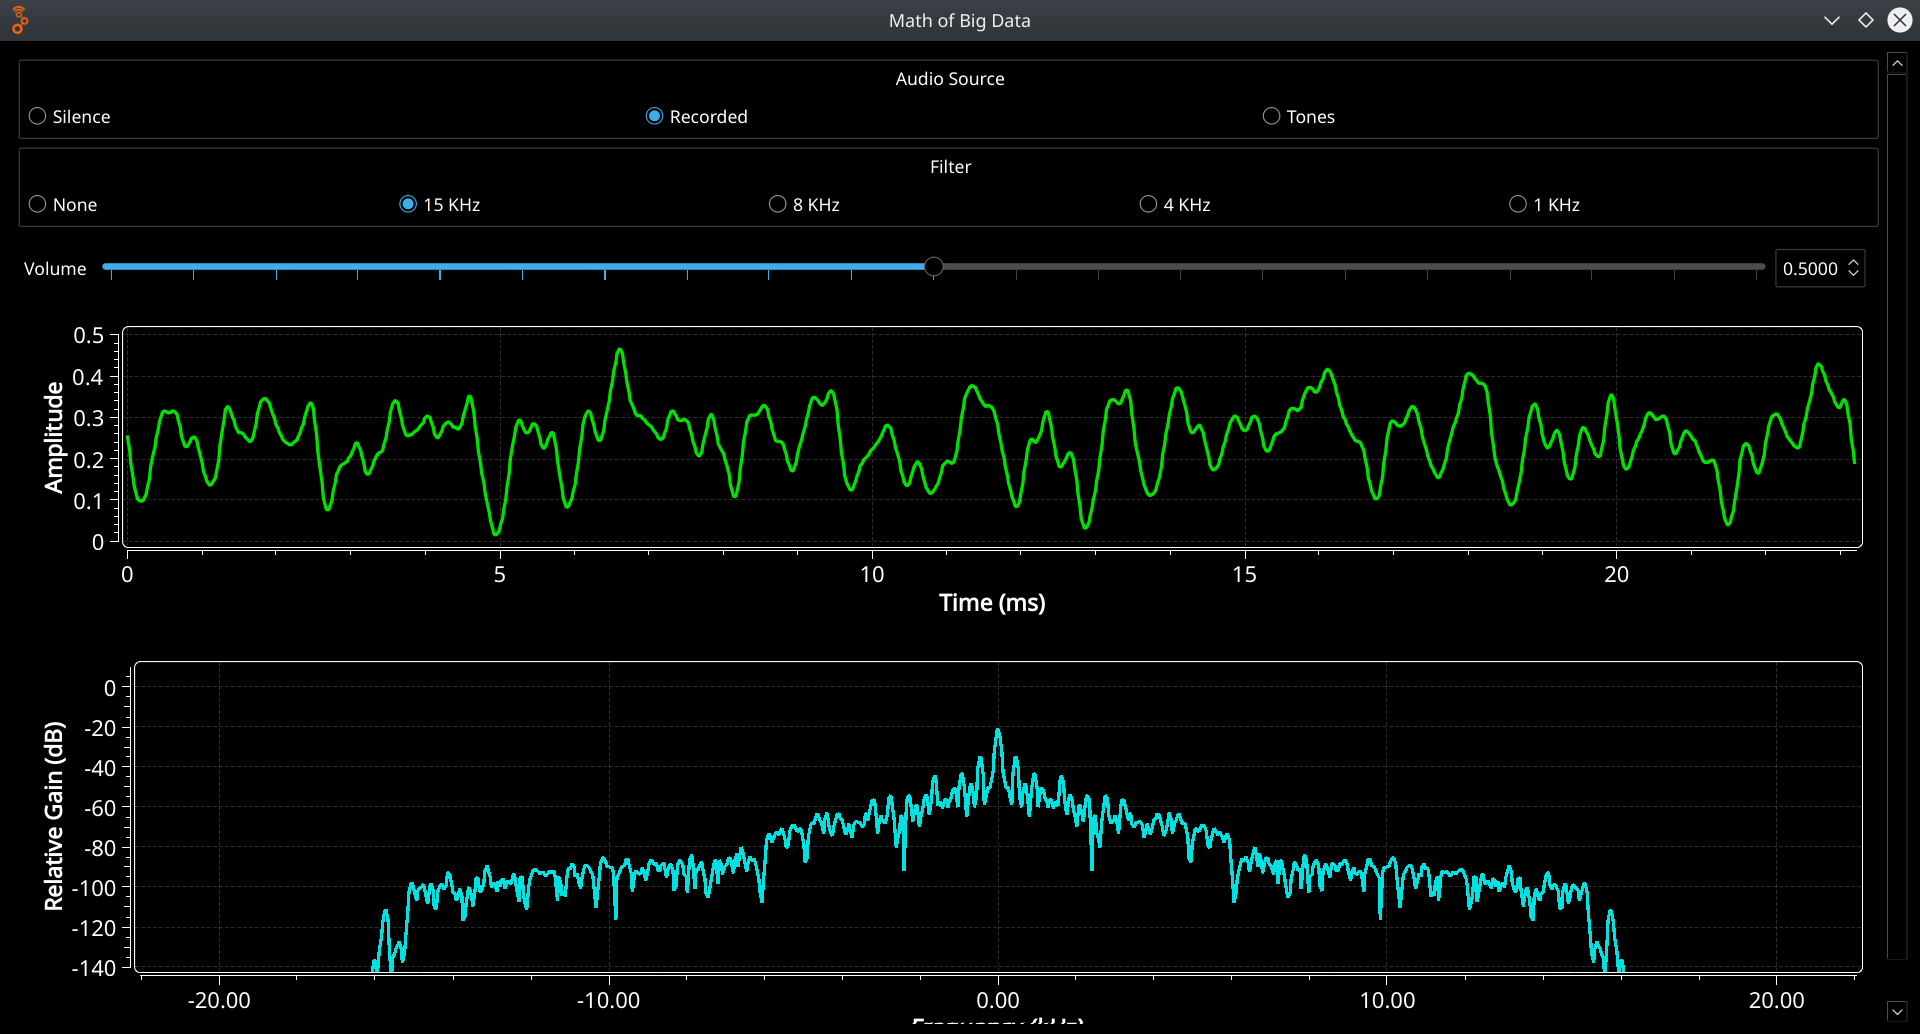 Math of Big Data
Audio Source
Silence
Recorded
Tones
Filter
None
15 KHz
8 KHz
4 KHz
1 KHz
Volume
0.5000
Amplitude
0.5
0.4
0.3
0.2
0.1
0
0 5 10 15 20
Time (ms)
Relative Gain (dB)
0
-20
-40
-60
-80
-100
-120
-140
-20.00 -10.00 0.00 10.00 20.00
Frequency (kHz)